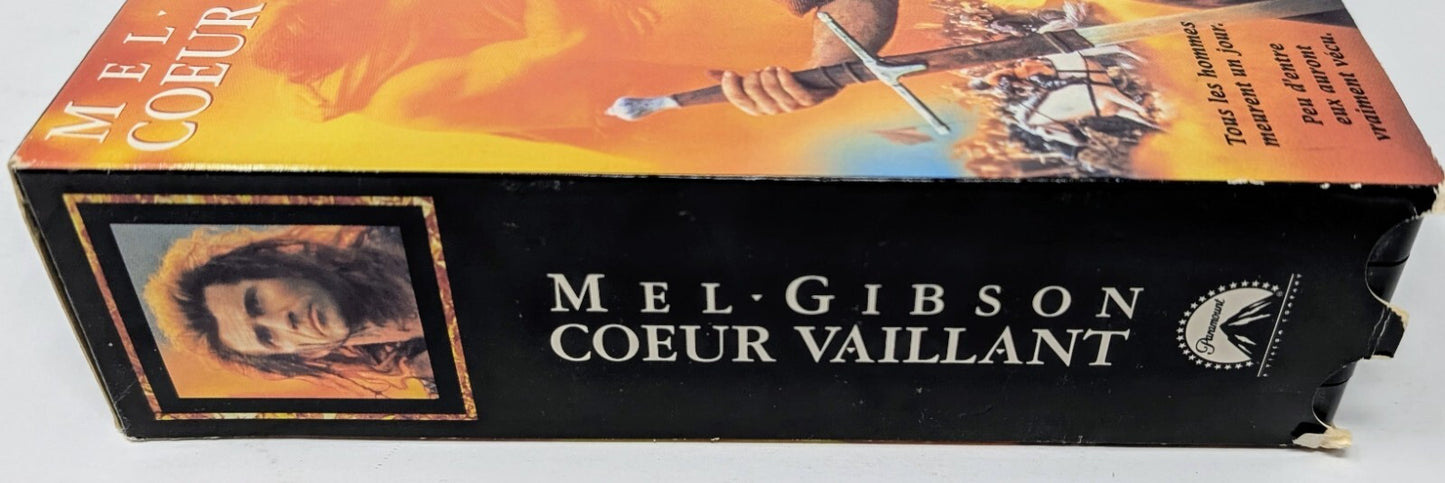 MEL·
COEUR
Tous les hommes
meurent un jour.
Peu d'entre
eux auront
vraiment vécu.
MEL·GIBSON
COEUR VAILLANT
Paramount